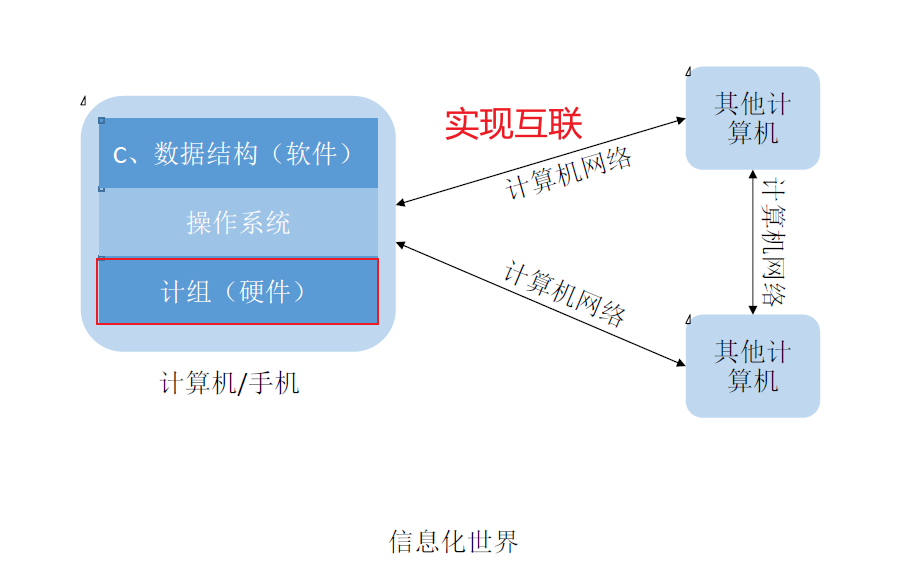 C、数据结构（软件）
操作系统
计组（硬件）
计算机/手机
实现互联
计算机网络
计算机网络
其他计
算机
计算机网络
其他计
算机
信息化世界